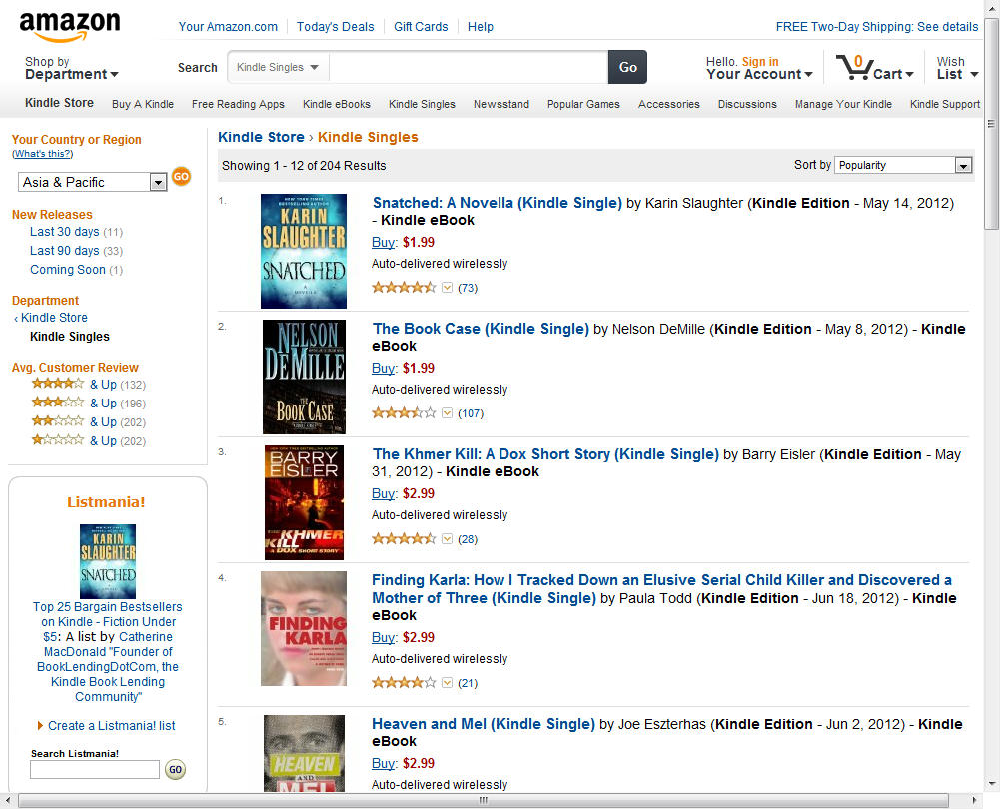 amazon
Your Amazon.com Today's Deals Gift Cards Help
FREE Two-Day Shipping: See details
Shop by
Department
Search Kindle Singles Go
Hello. Sign in
Your Account
0
Cart
Wish
List
Kindle Store Buy A Kindle Free Reading Apps Kindle eBooks Kindle Singles Newsstand Popular Games Accessories Discussions Manage Your Kindle Kindle Support
Your Country or Region
(What's this?)
Asia & Pacific GO
New Releases
Last 30 days (11)
Last 90 days (33)
Coming Soon (1)
Department
‹ Kindle Store
Kindle Singles
Avg. Customer Review
& Up (132)
& Up (196)
& Up (202)
& Up (202)
Listmania!
KARIN
SLAUGHTER
SNATCHED
Top 25 Bargain Bestsellers
on Kindle - Fiction Under
$5: A list by Catherine
MacDonald "Founder of
BookLendingDotCom, the
Kindle Book Lending
Community"
Create a Listmania! list
Search Listmania!
GO
Kindle Store › Kindle Singles
Showing 1 - 12 of 204 Results
Sort by Popularity
1.
NEW YORK TIMES
BESTSELLING AUTHOR
KARIN
SLAUGHTER
SNATCHED
A
NOVELLA
Snatched: A Novella (Kindle Single) by Karin Slaughter (Kindle Edition - May 14, 2012)
- Kindle eBook
Buy: $1.99
Auto-delivered wirelessly
(73)
2.
NELSON
DEMILLE
THE
BOOK CASE
The Book Case (Kindle Single) by Nelson DeMille (Kindle Edition - May 8, 2012) - Kindle
eBook
Buy: $1.99
Auto-delivered wirelessly
(107)
3.
BARRY
EISLER
THE
KHMER
KILL
A DOX SHORT STORY
The Khmer Kill: A Dox Short Story (Kindle Single) by Barry Eisler (Kindle Edition - May
31, 2012) - Kindle eBook
Buy: $2.99
Auto-delivered wirelessly
(28)
4.
FINDING
KARLA
Finding Karla: How I Tracked Down an Elusive Serial Child Killer and Discovered a
Mother of Three (Kindle Single) by Paula Todd (Kindle Edition - Jun 18, 2012) - Kindle
eBook
Buy: $2.99
Auto-delivered wirelessly
(21)
5.
HEAVEN
AND
MEL
Heaven and Mel (Kindle Single) by Joe Eszterhas (Kindle Edition - Jun 2, 2012) - Kindle
eBook
Buy: $2.99
Auto-delivered wirelessly